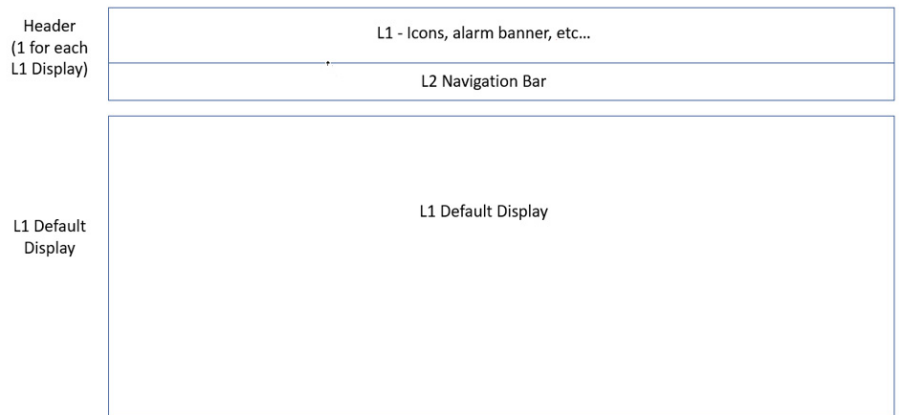 Header
(1 for each
L1 Display)
L1 - Icons, alarm banner, etc...
L2 Navigation Bar
L1 Default
Display
L1 Default Display